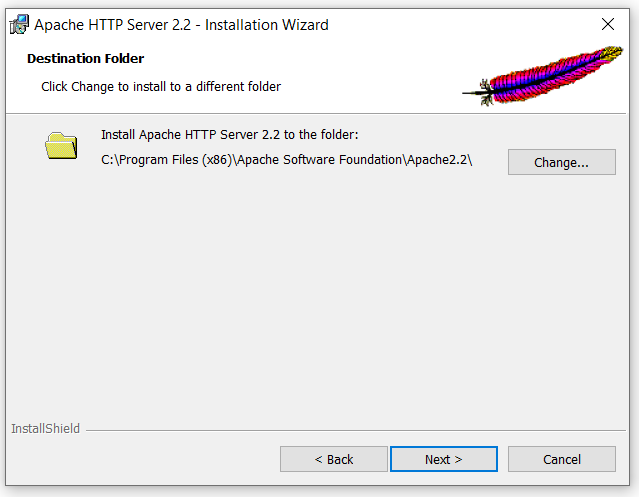 Apache HTTP Server 2.2 - Installation Wizard
Destination Folder
Click Change to install to a different folder
Install Apache HTTP Server 2.2 to the folder:
C:\Program Files (x86)\Apache Software Foundation\Apache2.2\
Change...
InstallShield
< Back
Next >
Cancel